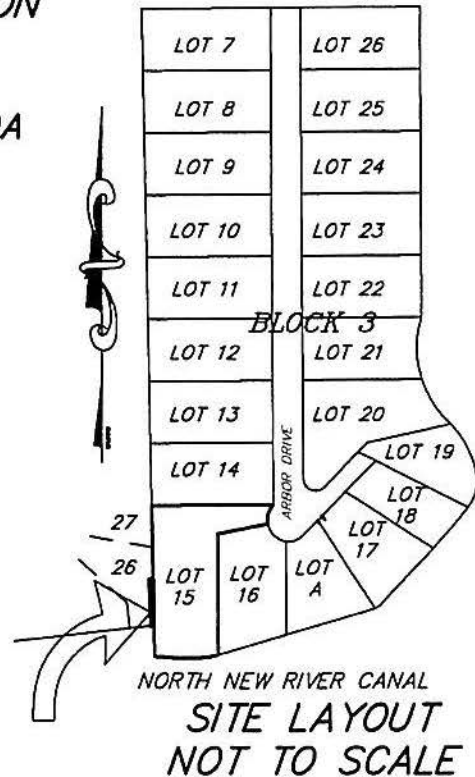 ON
DA
LOT 7 LOT 26
LOT 8 LOT 25
LOT 9 LOT 24
LOT 10 LOT 23
LOT 11 LOT 22
BLOCK 3
LOT 12 LOT 21
LOT 13 LOT 20
LOT 14
ARBOR DRIVE
LOT 19
LOT
18
LOT
17
27
26
LOT
15
LOT
16
LOT
A
NORTH NEW RIVER CANAL
SITE LAYOUT
NOT TO SCALE